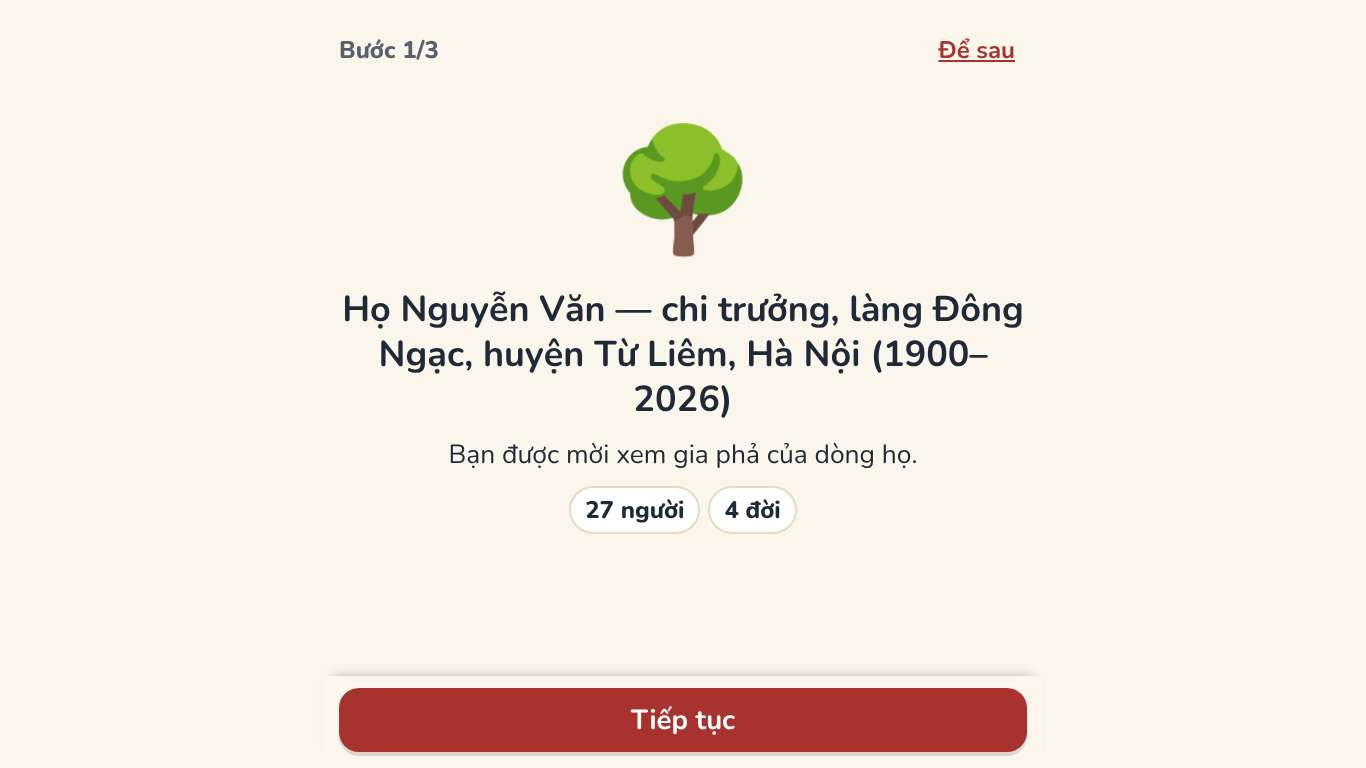 Bước 1/3
Để sau
Họ Nguyễn Văn — chi trưởng, làng Đông
Ngạc, huyện Từ Liêm, Hà Nội (1900–
2026)
Bạn được mời xem gia phả của dòng họ.
27 người
4 đời
Tiếp tục